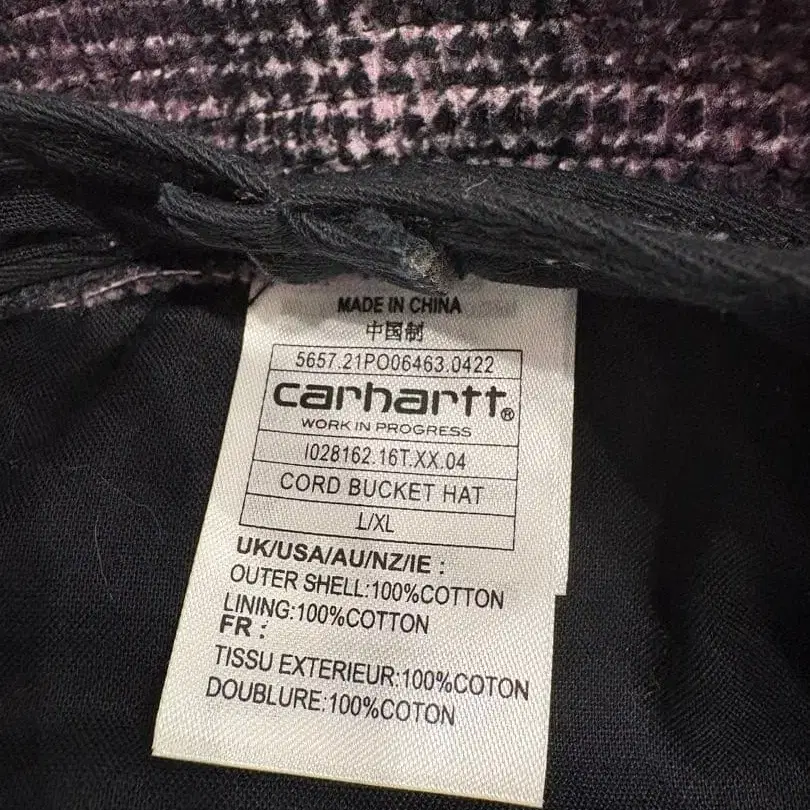 MADE IN CHINA
中国制
5657.21PO06463.0422
carhartt®
WORK IN PROGRESS
I028162.16T.XX.04
CORD BUCKET HAT
L/XL
UK/USA/AU/NZ/IE :
OUTER SHELL:100%COTTON
LINING:100%COTTON
FR :
TISSU EXTERIEUR:100%COTON
DOUBLURE:100%COTON